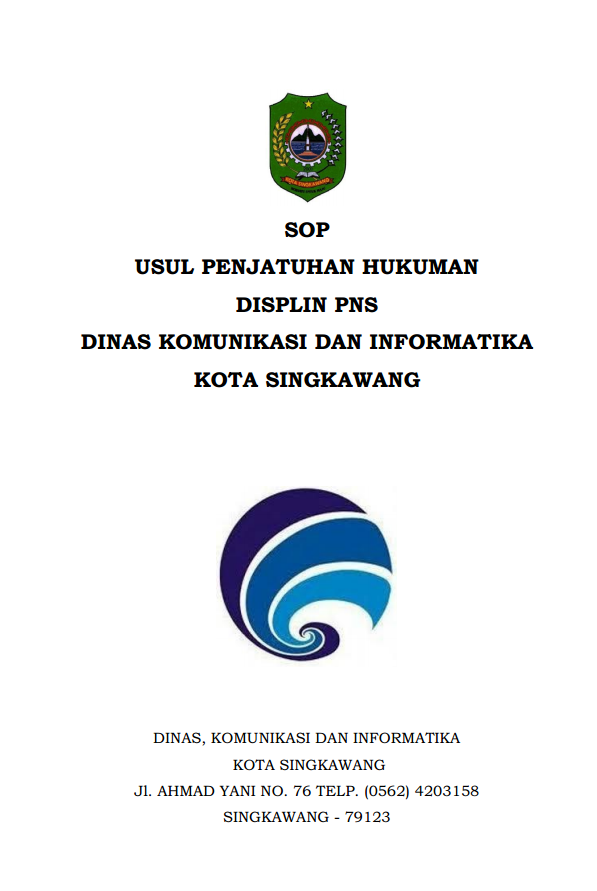 KOTA SINGKAWANG
SOP
USUL PENJATUHAN HUKUMAN
DISPLIN PNS
DINAS KOMUNIKASI DAN INFORMATIKA
KOTA SINGKAWANG
DINAS, KOMUNIKASI DAN INFORMATIKA
KOTA SINGKAWANG
Jl. AHMAD YANI NO. 76 TELP. (0562) 4203158
SINGKAWANG - 79123